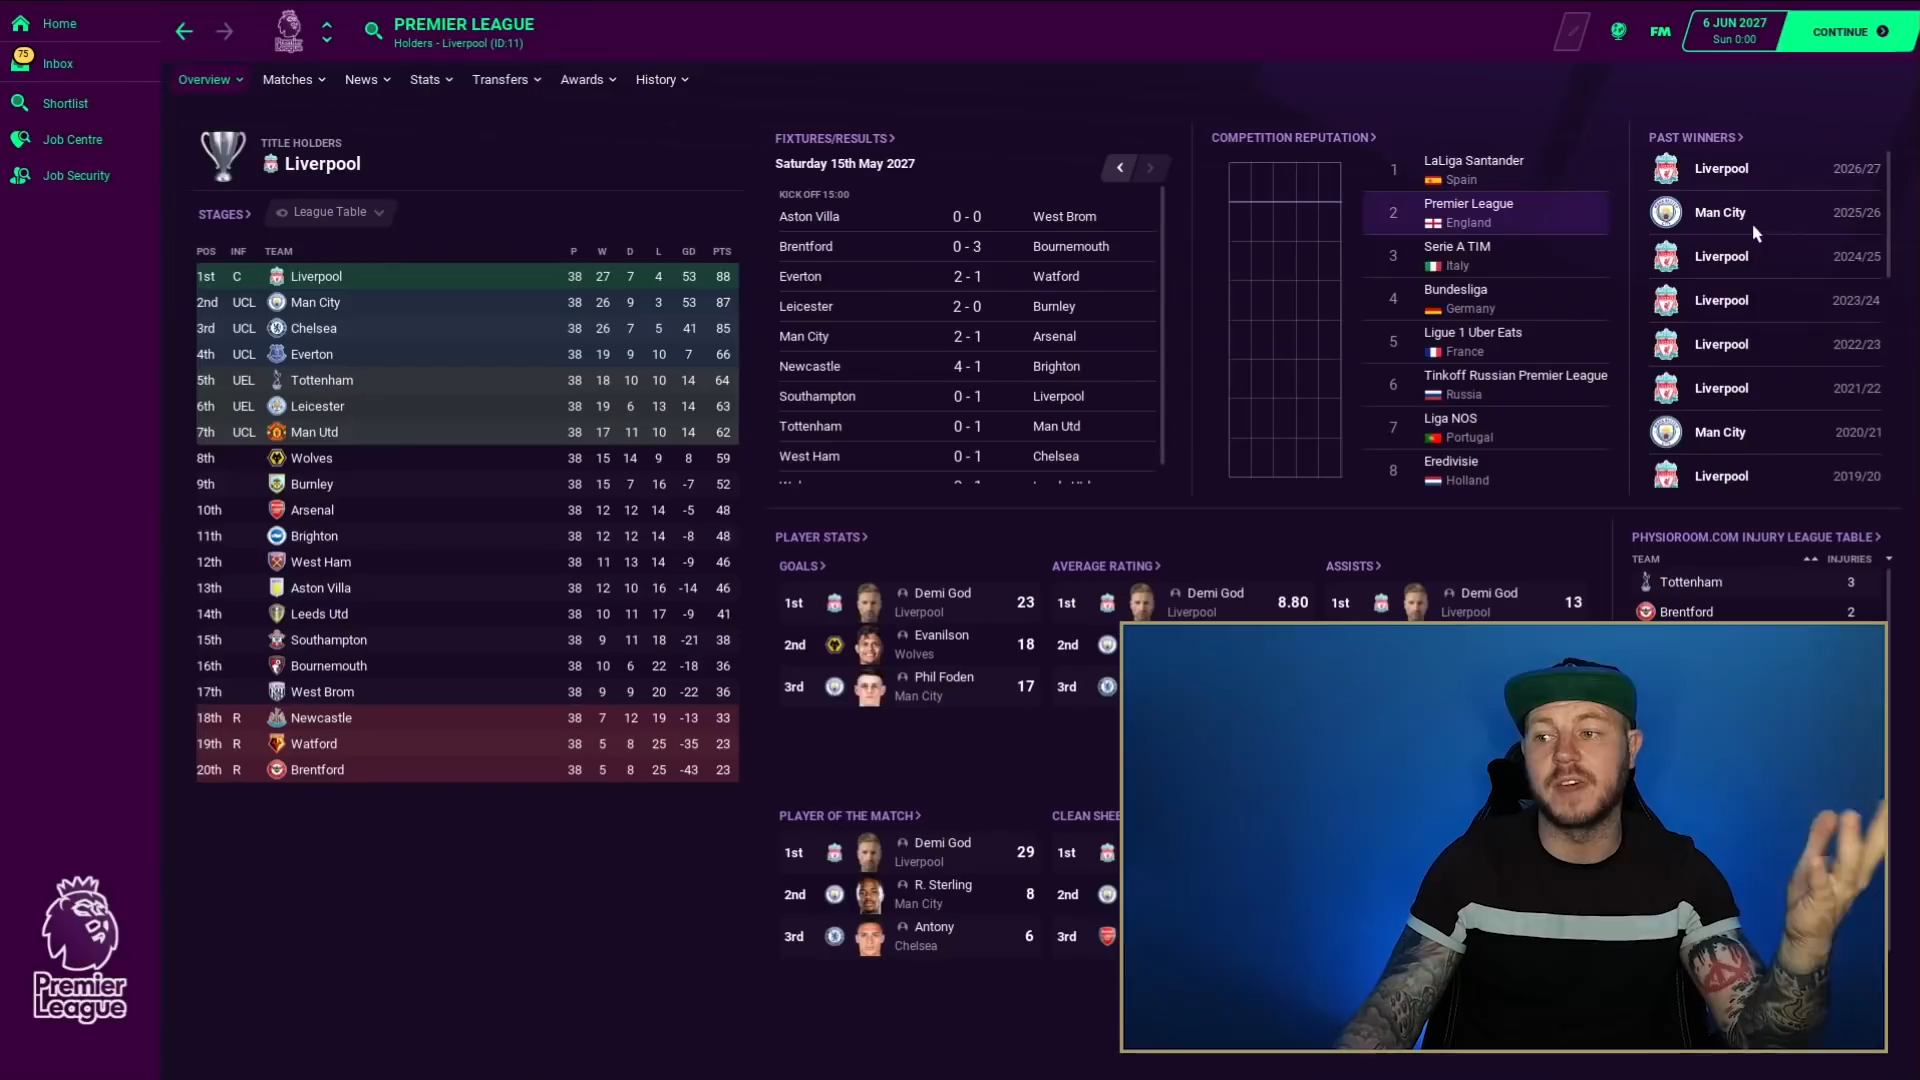 Home
75
Inbox
Shortlist
Job Centre
Job Security
PREMIER LEAGUE
Holders - Liverpool (ID:11)
FM
6 JUN 2027
Sun 0:00
CONTINUE
Overview
Matches
News
Stats
Transfers
Awards
History
TITLE HOLDERS
Liverpool
STAGES
League Table
POS INF TEAM P W D L GD PTS
1st C Liverpool 38 27 7 4 53 88
2nd UCL Man City 38 26 9 3 53 87
3rd UCL Chelsea 38 26 7 5 41 85
4th UCL Everton 38 19 9 10 7 66
5th UEL Tottenham 38 18 10 10 14 64
6th UEL Leicester 38 19 6 13 14 63
7th UCL Man Utd 38 17 11 10 14 62
8th Wolves 38 15 14 9 8 59
9th Burnley 38 15 7 16 -7 52
10th Arsenal 38 12 12 14 -5 48
11th Brighton 38 12 12 14 -8 48
12th West Ham 38 11 13 14 -9 46
13th Aston Villa 38 12 10 16 -14 46
14th Leeds Utd 38 10 11 17 -9 41
15th Southampton 38 9 11 18 -21 38
16th Bournemouth 38 10 6 22 -18 36
17th West Brom 38 9 9 20 -22 36
18th R Newcastle 38 7 12 19 -13 33
19th R Watford 38 5 8 25 -35 23
20th R Brentford 38 5 8 25 -43 23
FIXTURES/RESULTS
Saturday 15th May 2027
KICK OFF 15:00
Aston Villa 0 - 0 West Brom
Brentford 0 - 3 Bournemouth
Everton 2 - 1 Watford
Leicester 2 - 0 Burnley
Man City 2 - 1 Arsenal
Newcastle 4 - 1 Brighton
Southampton 0 - 1 Liverpool
Tottenham 0 - 1 Man Utd
West Ham 0 - 1 Chelsea
COMPETITION REPUTATION
1 LaLiga Santander
Spain
2 Premier League
England
3 Serie A TIM
Italy
4 Bundesliga
Germany
5 Ligue 1 Uber Eats
France
6 Tinkoff Russian Premier League
Russia
7 Liga NOS
Portugal
8 Eredivisie
Holland
PAST WINNERS
Liverpool 2026/27
Man City 2025/26
Liverpool 2024/25
Liverpool 2023/24
Liverpool 2022/23
Liverpool 2021/22
Man City 2020/21
Liverpool 2019/20
PLAYER STATS
GOALS
1st Demi God 23
Liverpool
2nd Evanilson 18
Wolves
3rd Phil Foden 17
Man City
AVERAGE RATING
1st Demi God 8.80
Liverpool
2nd
3rd
ASSISTS
1st Demi God 13
Liverpool
PHYSIOROOM.COM INJURY LEAGUE TABLE
TEAM INJURIES
Tottenham 3
Brentford 2
PLAYER OF THE MATCH
1st Demi God 29
Liverpool
2nd R. Sterling 8
Man City
3rd Antony 6
Chelsea
CLEAN SHEE
1st
2nd
3rd
Premier
League